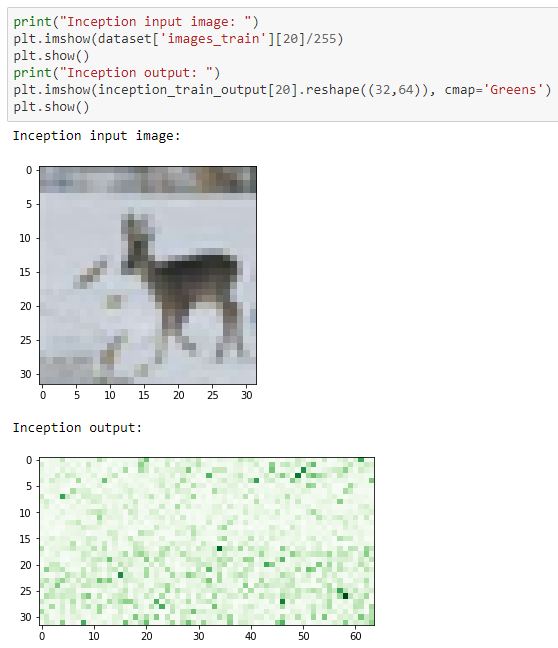 print("Inception input image: ")
plt.imshow(dataset['images_train'][20]/255)
plt.show()
print("Inception output: ")
plt.imshow(inception_train_output[20].reshape((32,64)), cmap='Greens')
plt.show()
Inception input image:
0
5
10
15
20
25
30
0 5 10 15 20 25 30
Inception output:
0
5
10
15
20
25
30
0 10 20 30 40 50 60